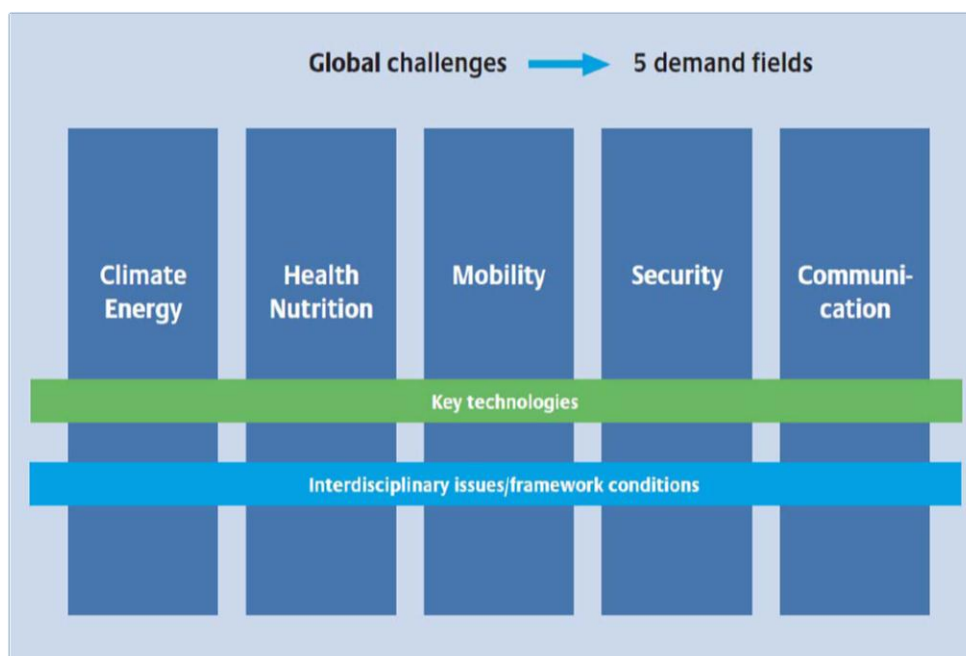 Global challenges 5 demand fields
Climate
Energy
Health
Nutrition
Mobility
Security
Communi-
cation
Key technologies
Interdisciplinary issues/framework conditions